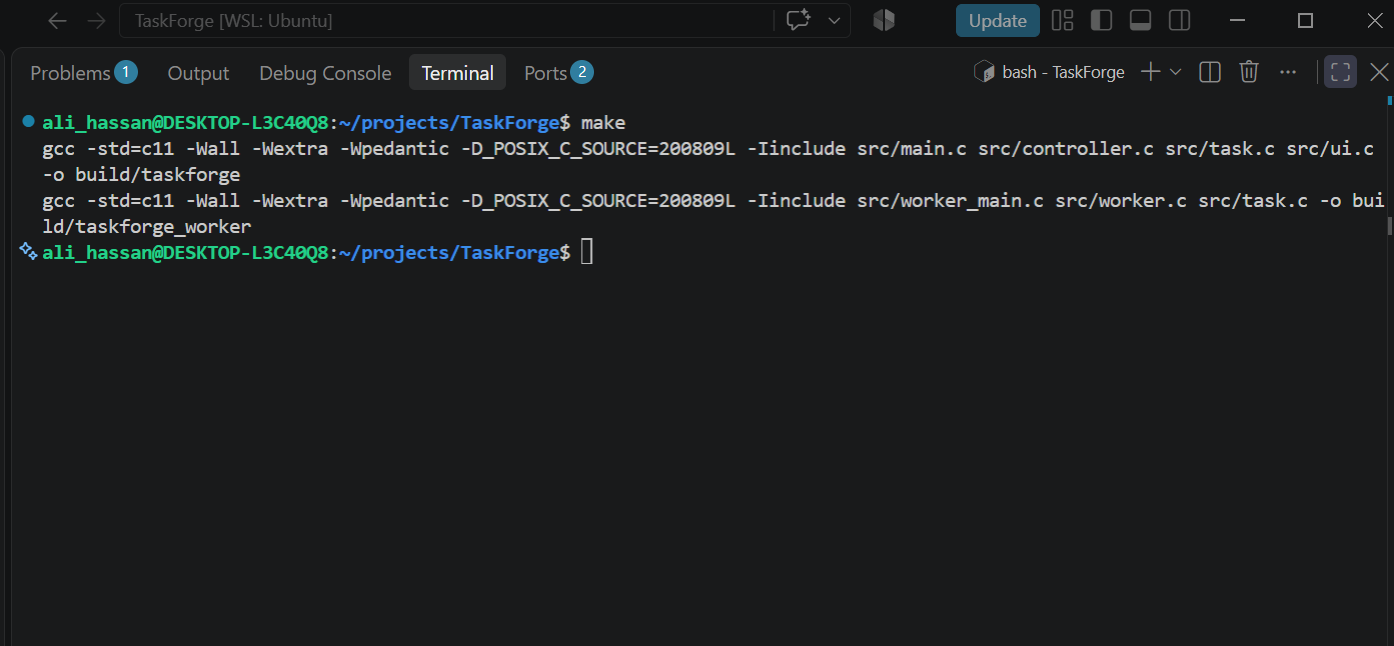 TaskForge [WSL: Ubuntu]
Update
Problems 1 Output Debug Console Terminal Ports 2
bash - TaskForge
ali_hassan@DESKTOP-L3C40Q8:~/projects/TaskForge$ make
gcc -std=c11 -Wall -Wextra -Wpedantic -D_POSIX_C_SOURCE=200809L -Iinclude src/main.c src/controller.c src/task.c src/ui.c
-o build/taskforge
gcc -std=c11 -Wall -Wextra -Wpedantic -D_POSIX_C_SOURCE=200809L -Iinclude src/worker_main.c src/worker.c src/task.c -o bui
ld/taskforge_worker
ali_hassan@DESKTOP-L3C40Q8:~/projects/TaskForge$